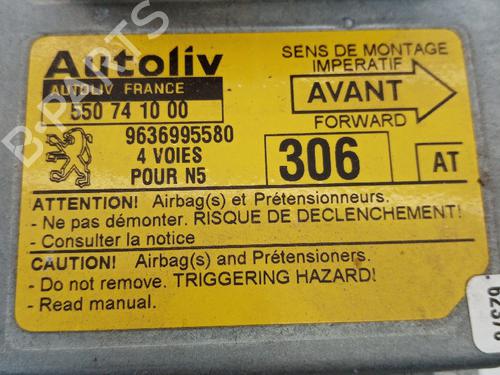 Autoliv
AUTOLIV FRANCE
550 74 10 00
9636995580
4 VOIES
POUR N5
SENS DE MONTAGE
IMPERATIF
AVANT
FORWARD
306
AT
ATTENTION! Airbag(s) et Prétensionneurs.
- Ne pas démonter. RISQUE DE DECLENCHEMENT!
- Consulter la notice
CAUTION! Airbag(s) and Prétensioners.
- Do not remove. TRIGGERING HAZARD!
- Read manual.
B-PARTS